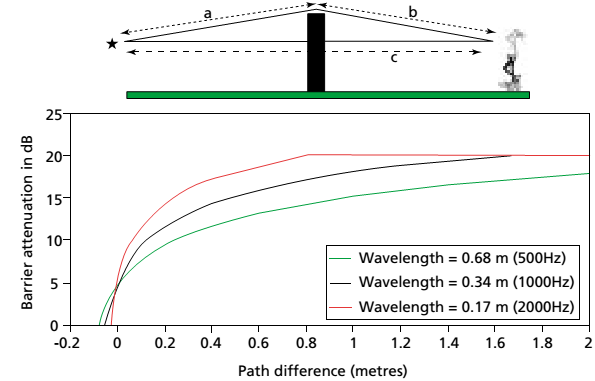 a
b
c
25
20
15
10
5
0
Barrier attenuation in dB
Wavelength = 0.68 m (500Hz)
Wavelength = 0.34 m (1000Hz)
Wavelength = 0.17 m (2000Hz)
-0.2 0 0.2 0.4 0.6 0.8 1 1.2 1.4 1.6 1.8 2
Path difference (metres)